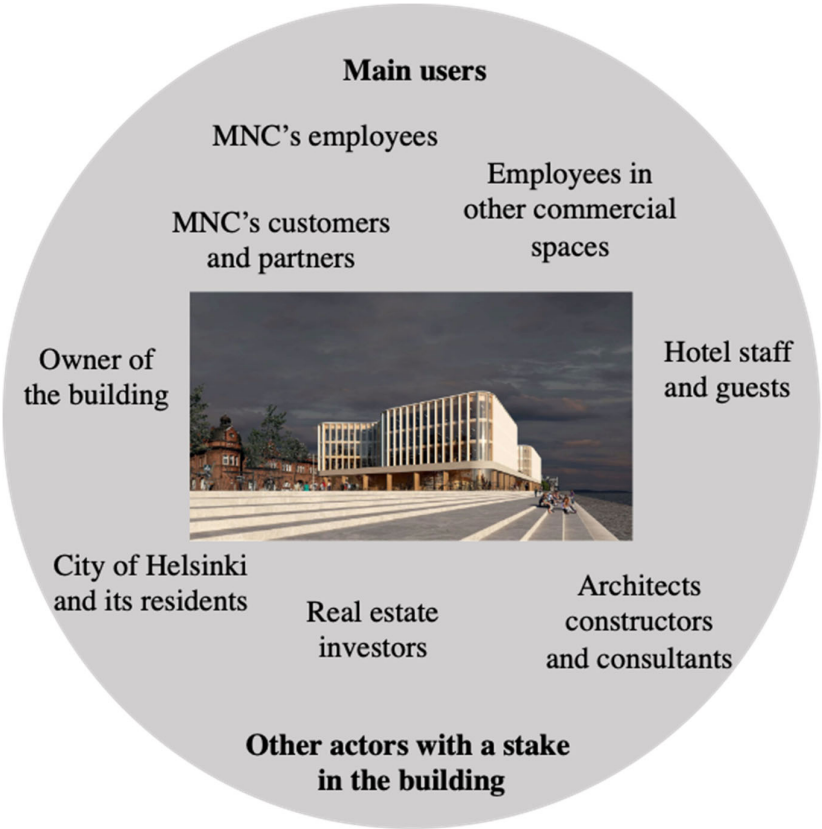 Main users
MNC’s employees
Employees in
other commercial
spaces
MNC’s customers
and partners
Owner of
the building
Hotel staff
and guests
City of Helsinki
and its residents
Real estate
investors
Architects
constructors
and consultants
Other actors with a stake
in the building